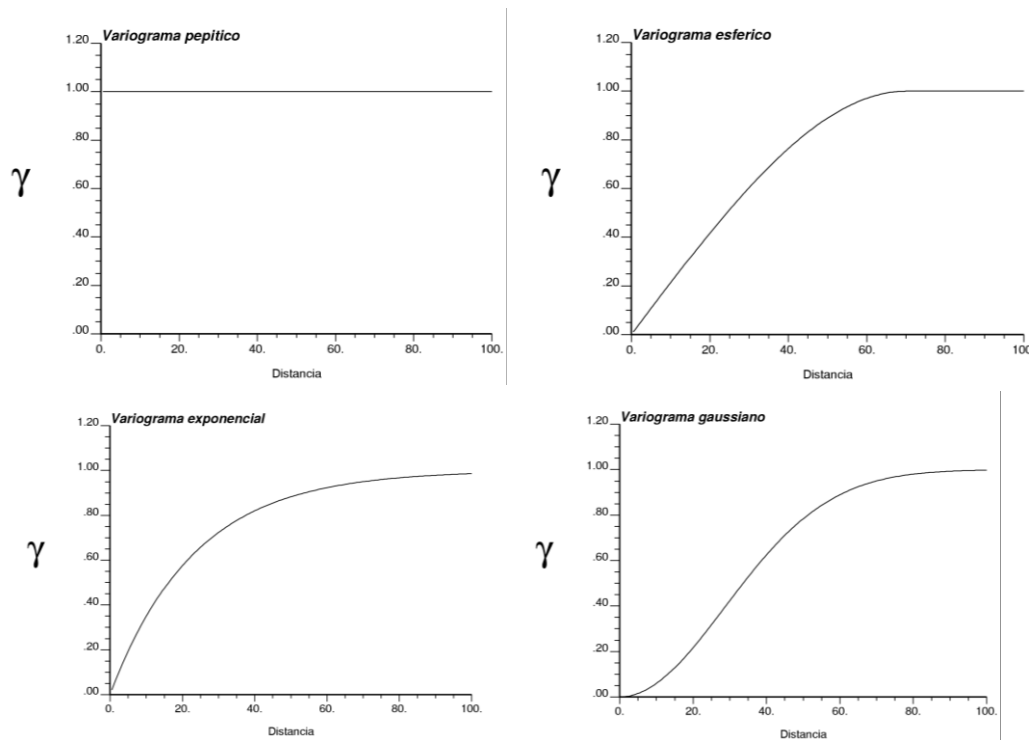 Variograma pepitico
1.20
1.00
.80
.60
.40
.20
.00
γ
0. 20. 40. 60. 80. 100.
Distancia
Variograma esferico
1.20
1.00
.80
.60
.40
.20
.00
γ
0. 20. 40. 60. 80. 100.
Distancia
Variograma exponencial
1.20
1.00
.80
.60
.40
.20
.00
γ
0. 20. 40. 60. 80. 100.
Distancia
Variograma gaussiano
1.20
1.00
.80
.60
.40
.20
.00
γ
0. 20. 40. 60. 80. 100.
Distancia